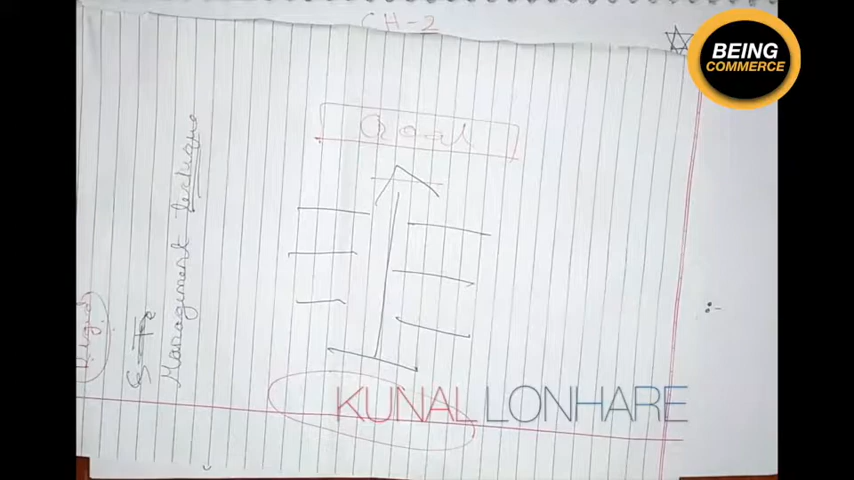 CH-2
BEING
COMMERCE
Goal
Management technique
KUNAL LONHARE